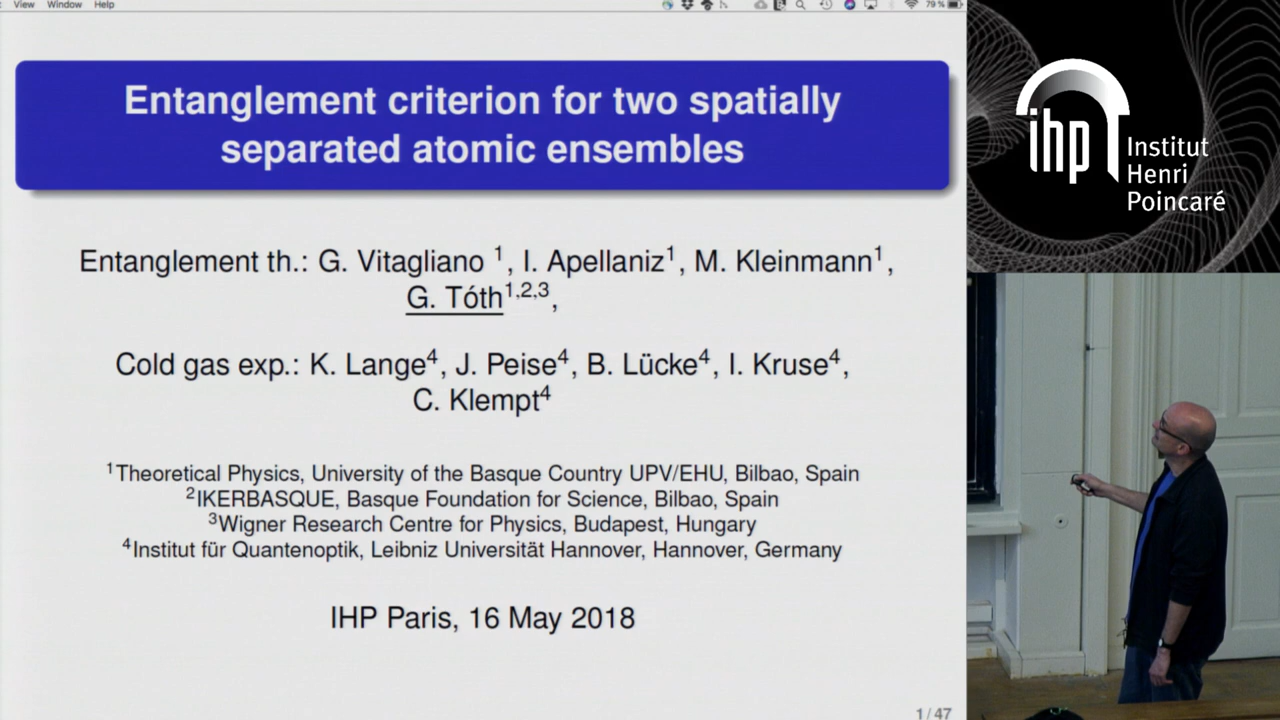 View Window Help
79%
Entanglement criterion for two spatially
separated atomic ensembles
Entanglement th.: G. Vitagliano ¹, I. Apellaniz¹, M. Kleinmann¹,
G. Tóth¹,²,³,
Cold gas exp.: K. Lange⁴, J. Peise⁴, B. Lücke⁴, I. Kruse⁴,
C. Klempt⁴
¹Theoretical Physics, University of the Basque Country UPV/EHU, Bilbao, Spain
²IKERBASQUE, Basque Foundation for Science, Bilbao, Spain
³Wigner Research Centre for Physics, Budapest, Hungary
⁴Institut für Quantenoptik, Leibniz Universität Hannover, Hannover, Germany
IHP Paris, 16 May 2018
1 / 47
ihp
Institut
Henri
Poincaré